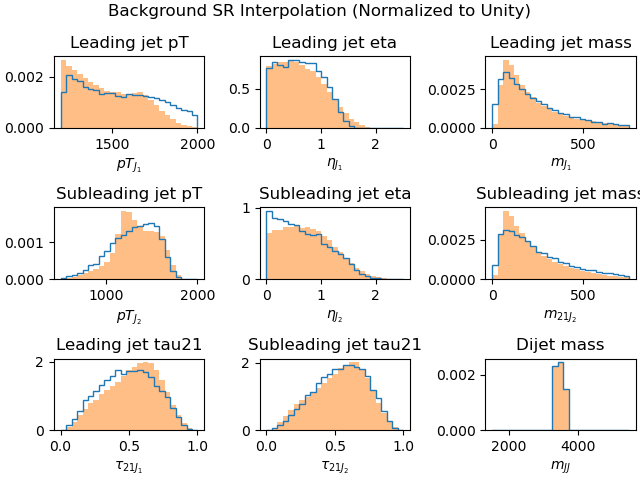 Background SR Interpolation (Normalized to Unity)
Leading jet pT
Leading jet eta
Leading jet mass
0.002
0.000
1500
2000
pT_{J_1}
0.5
0.0
0
1
2
η_{J_1}
0.0025
0.0000
0
500
m_{J_1}
Subleading jet pT
Subleading jet eta
Subleading jet mass
0.001
0.000
1000
2000
pT_{J_2}
1
0
0
1
2
η_{J_2}
0.0025
0.0000
0
500
m_{21J_2}
Leading jet tau21
Subleading jet tau21
Dijet mass
2
0
0.0
0.5
1.0
τ_{21J_1}
2
0
0.0
0.5
1.0
τ_{21J_2}
0.002
0.000
2000
4000
m_{JJ}